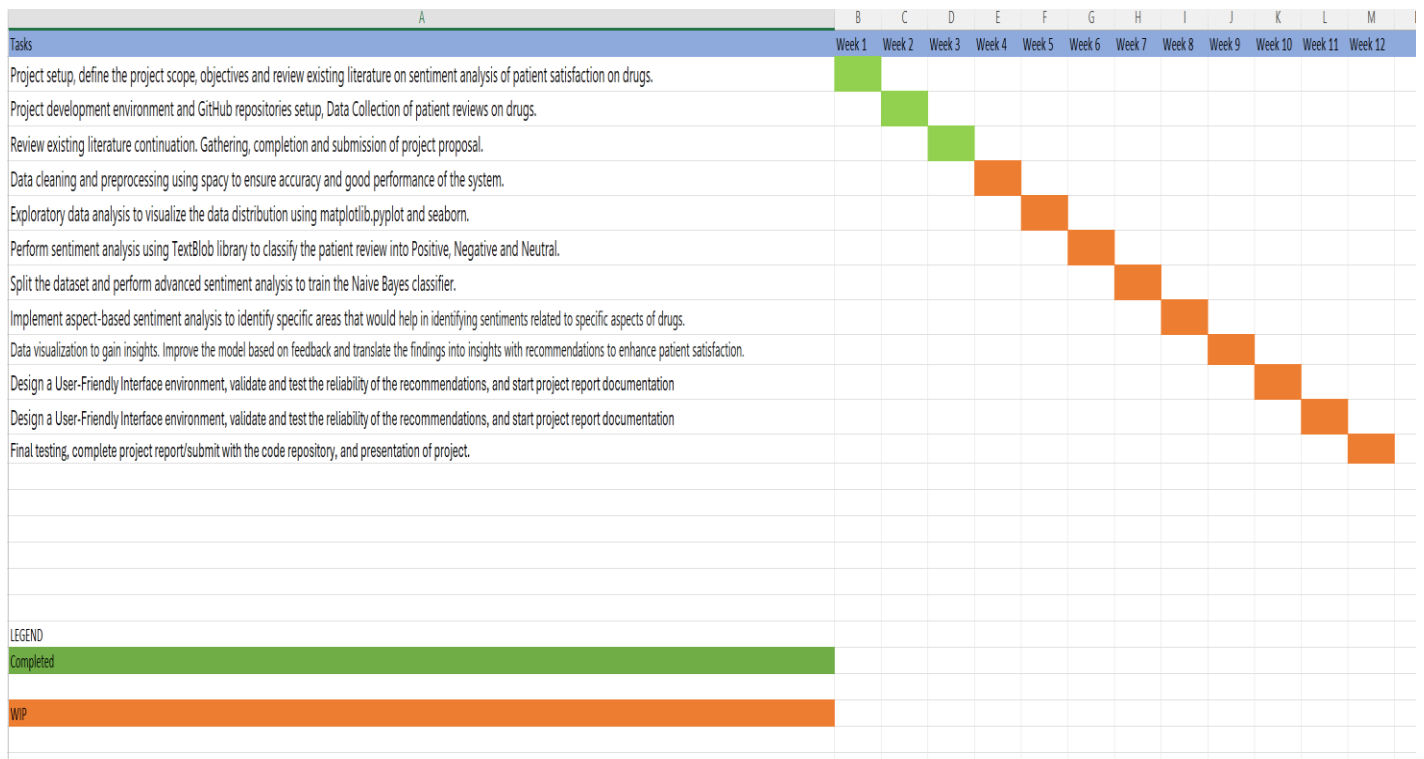 A B C D E F G H I J K L M
Tasks Week 1 Week 2 Week 3 Week 4 Week 5 Week 6 Week 7 Week 8 Week 9 Week 10 Week 11 Week 12
Project setup, define the project scope, objectives and review existing literature on sentiment analysis of patient satisfaction on drugs.
Project development environment and GitHub repositories setup, Data Collection of patient reviews on drugs.
Review existing literature continuation. Gathering, completion and submission of project proposal.
Data cleaning and preprocessing using spacy to ensure accuracy and good performance of the system.
Exploratory data analysis to visualize the data distribution using matplotlib.pyplot and seaborn.
Perform sentiment analysis using TextBlob library to classify the patient review into Positive, Negative and Neutral.
Split the dataset and perform advanced sentiment analysis to train the Naive Bayes classifier.
Implement aspect-based sentiment analysis to identify specific areas that would help in identifying sentiments related to specific aspects of drugs.
Data visualization to gain insights. Improve the model based on feedback and translate the findings into insights with recommendations to enhance patient satisfaction.
Design a User-Friendly Interface environment, validate and test the reliability of the recommendations, and start project report documentation
Design a User-Friendly Interface environment, validate and test the reliability of the recommendations, and start project report documentation
Final testing, complete project report/submit with the code repository, and presentation of project.
LEGEND
Completed
WIP